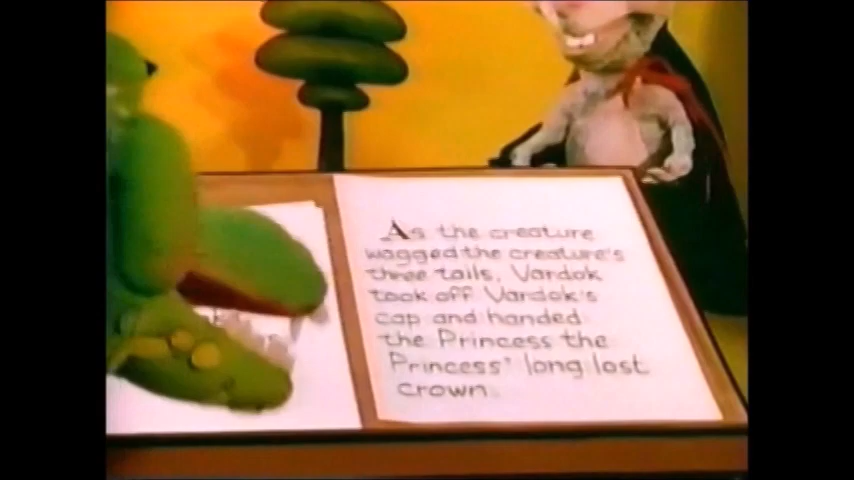 As the creature
wagged the creature's
three tails, Vardok
took off Vardok's
cap and handed
the Princess the
Princess' long lost
crown.